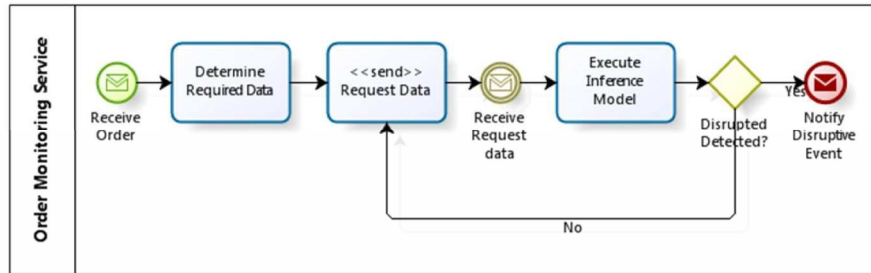 Order Monitoring Service
Receive
Order
Determine
Required Data
<<send>>
Request Data
Receive
Request
data
Execute
Inference
Model
Disrupted
Detected?
Yes
Notify
Disruptive
Event
No